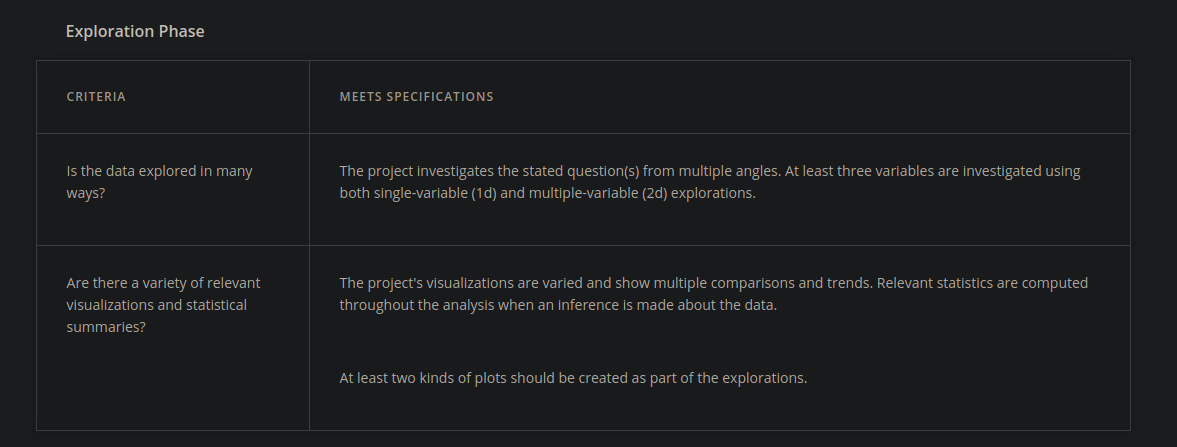 Exploration Phase
CRITERIA
MEETS SPECIFICATIONS
Is the data explored in many
ways?
The project investigates the stated question(s) from multiple angles. At least three variables are investigated using
both single-variable (1d) and multiple-variable (2d) explorations.
Are there a variety of relevant
visualizations and statistical
summaries?
The project's visualizations are varied and show multiple comparisons and trends. Relevant statistics are computed
throughout the analysis when an inference is made about the data.
At least two kinds of plots should be created as part of the explorations.